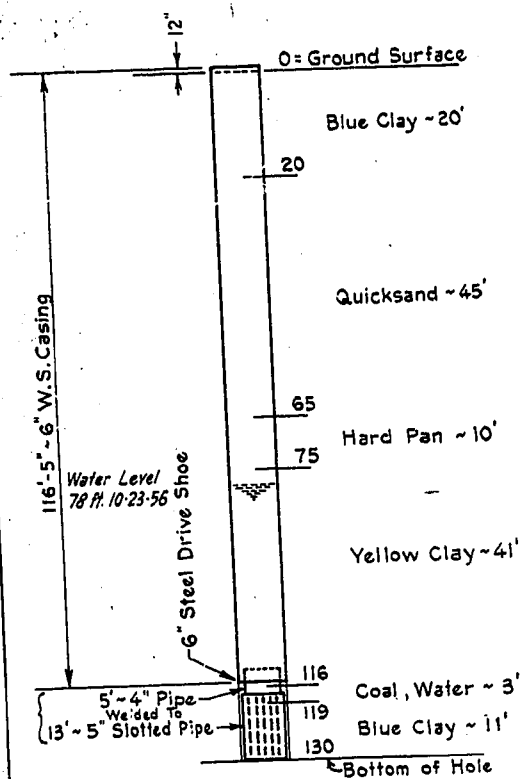 12"
0 = Ground Surface
Blue Clay ~ 20'
20
Quicksand ~ 45'
116'-5" ~ 6" W.S. Casing
65
Hard Pan ~ 10'
75
Water Level
78 ft. 10-23-56
6" Steel Drive Shoe
Yellow Clay ~ 41'
116
5' ~ 4" Pipe
Coal, Water ~ 3'
Welded To
119
13' ~ 5" Slotted Pipe
Blue Clay ~ 11'
130
Bottom of Hole